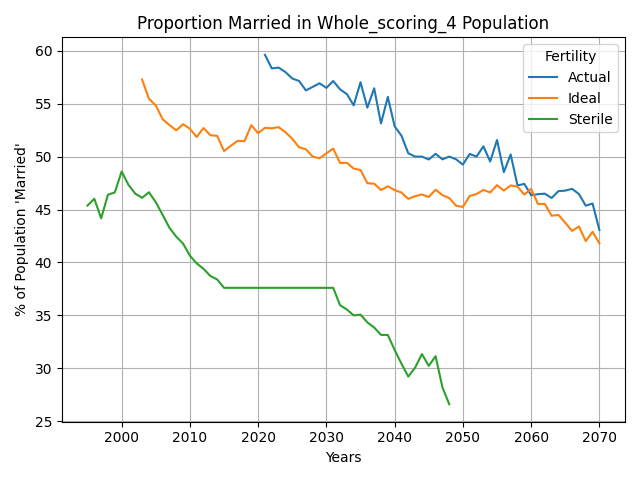 Proportion Married in Whole_scoring_4 Population
Fertility
Actual
Ideal
Sterile
% of Population 'Married'
60
55
50
45
40
35
30
25
2000
2010
2020
2030
2040
2050
2060
2070
Years